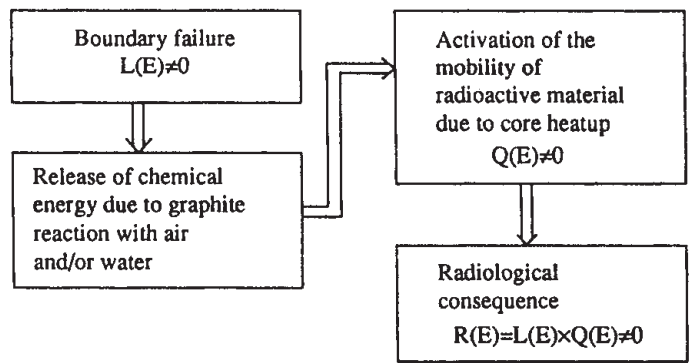 Boundary failure
L(E)≠0
Release of chemical
energy due to graphite
reaction with air
and/or water
Activation of the
mobility of
radioactive material
due to core heatup
Q(E)≠0
Radiological
consequence
R(E)=L(E)×Q(E)≠0